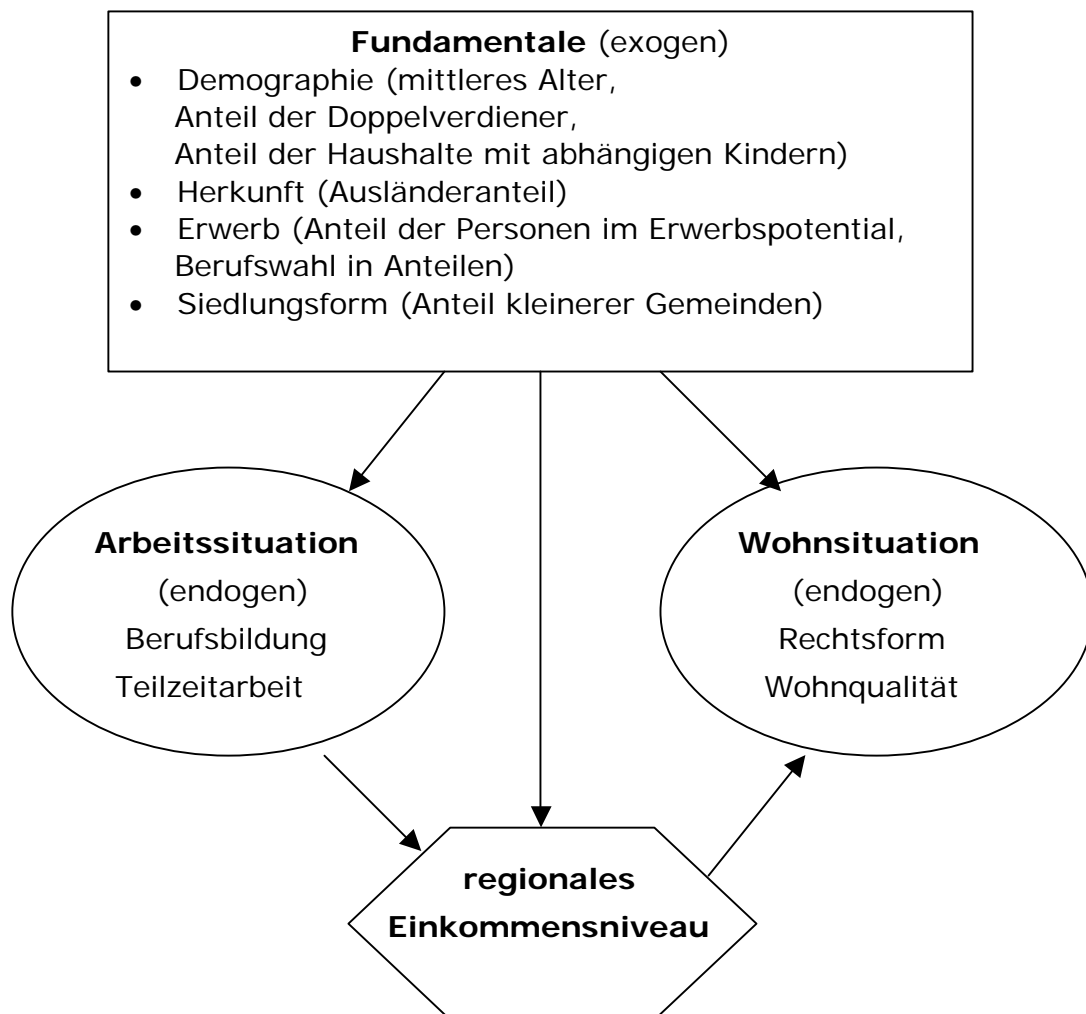 Fundamentale (exogen)
• Demographie (mittleres Alter,
Anteil der Doppelverdiener,
Anteil der Haushalte mit abhängigen Kindern)
• Herkunft (Ausländeranteil)
• Erwerb (Anteil der Personen im Erwerbspotential,
Berufswahl in Anteilen)
• Siedlungsform (Anteil kleinerer Gemeinden)
Arbeitssituation
(endogen)
Berufsbildung
Teilzeitarbeit
Wohnsituation
(endogen)
Rechtsform
Wohnqualität
regionales
Einkommensniveau